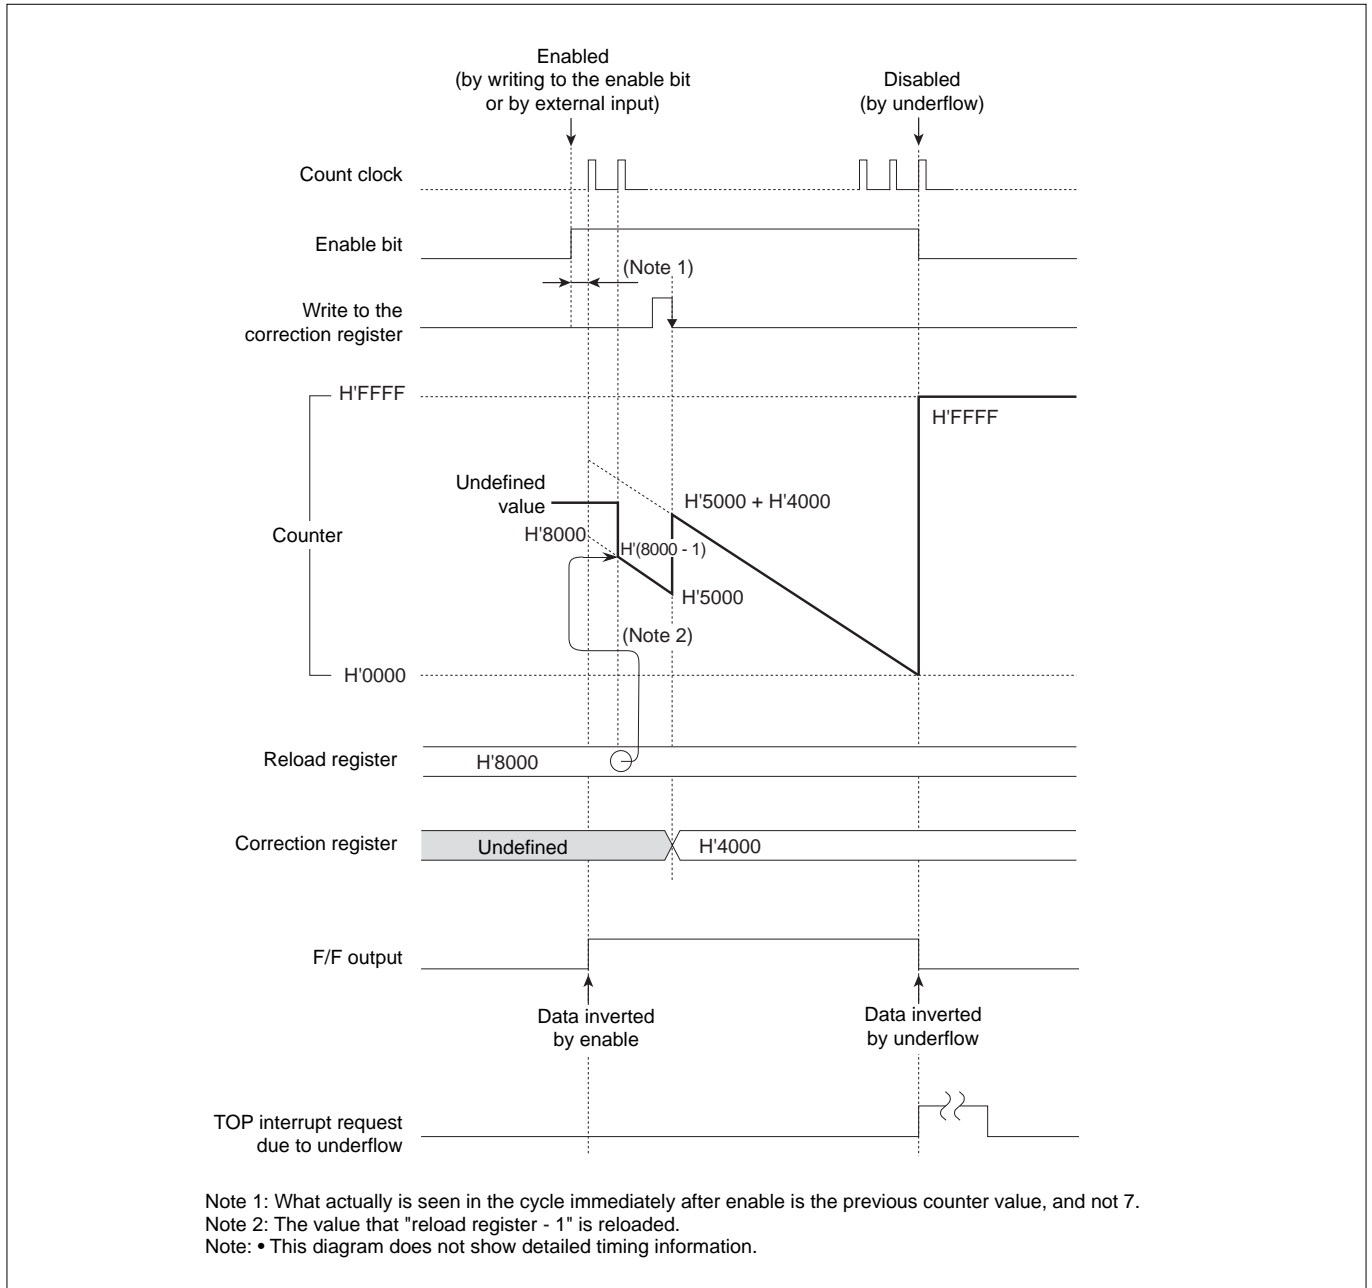 Enabled
(by writing to the enable bit
or by external input)
Disabled
(by underflow)
Count clock
Enable bit
(Note 1)
Write to the
correction register
H'FFFF
H'FFFF
Undefined
value
H'5000 + H'4000
Counter
H'8000
H'(8000 - 1)
H'5000
(Note 2)
H'0000
Reload register
H'8000
Correction register
Undefined
H'4000
F/F output
Data inverted
by enable
Data inverted
by underflow
TOP interrupt request
due to underflow
Note 1: What actually is seen in the cycle immediately after enable is the previous counter value, and not 7.
Note 2: The value that "reload register - 1" is reloaded.
Note: • This diagram does not show detailed timing information.